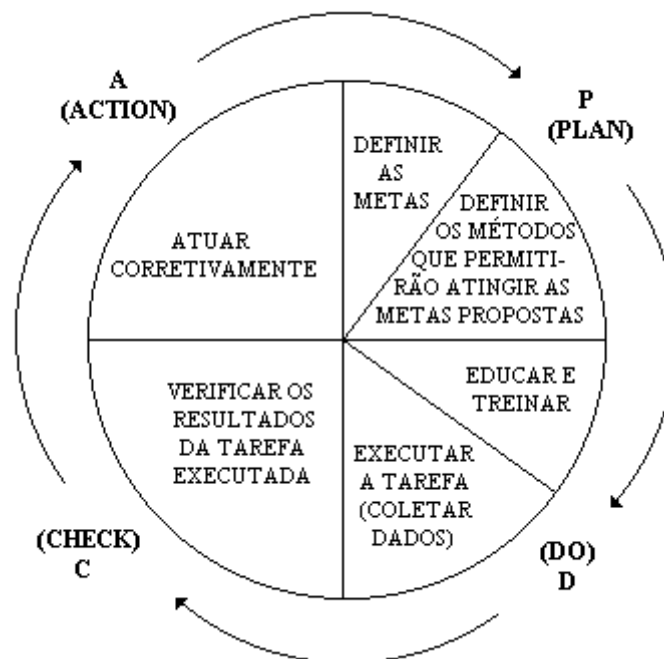 A
(ACTION)
P
(PLAN)
DEFINIR
AS
METAS
DEFINIR
OS MÉTODOS
QUE PERMITI-
RÃO ATINGIR AS
METAS PROPOSTAS
ATUAR
CORRETIVAMENTE
EDUCAR E
TREINAR
VERIFICAR OS
RESULTADOS
DA TAREFA
EXECUTADA
EXECUTAR
A TAREFA
(COLETAR
DADOS)
(CHECK)
C
(DO)
D